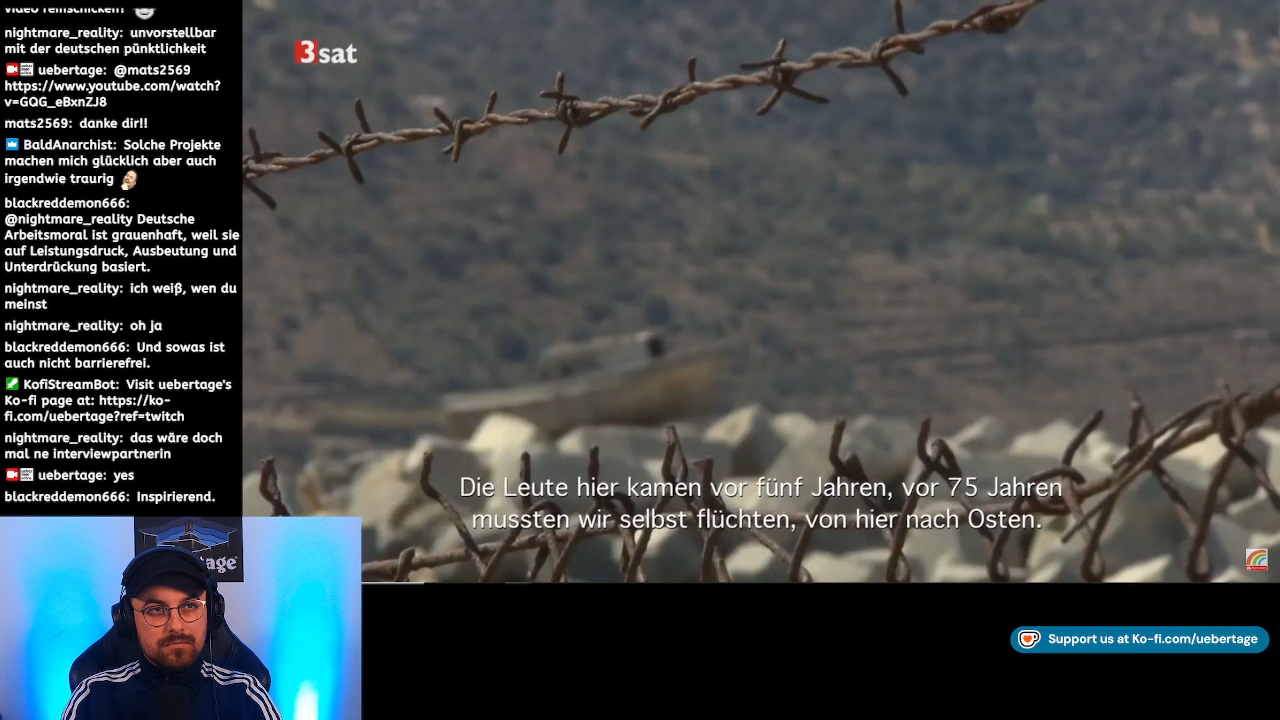 video reinschicken!
nightmare_reality: unvorstellbar
mit der deutschen pünktlichkeit
uebertage: @mats2569
https://www.youtube.com/watch?
v=GQG_eBxnZJ8
mats2569: danke dir!!
BaldAnarchist: Solche Projekte
machen mich glücklich aber auch
irgendwie traurig
blackreddemon666:
@nightmare_reality Deutsche
Arbeitsmoral ist grauenhaft, weil sie
auf Leistungsdruck, Ausbeutung und
Unterdrückung basiert.
nightmare_reality: ich weiß, wen du
meinst
nightmare_reality: oh ja
blackreddemon666: Und sowas ist
auch nicht barrierefrei.
KofiStreamBot: Visit uebertage's
Ko-fi page at: https://ko-
fi.com/uebertage?ref=twitch
nightmare_reality: das wäre doch
mal ne interviewpartnerin
uebertage: yes
blackreddemon666: Inspirierend.
3sat
Die Leute hier kamen vor fünf Jahren, vor 75 Jahren
mussten wir selbst flüchten, von hier nach Osten.
Support us at Ko-fi.com/uebertage